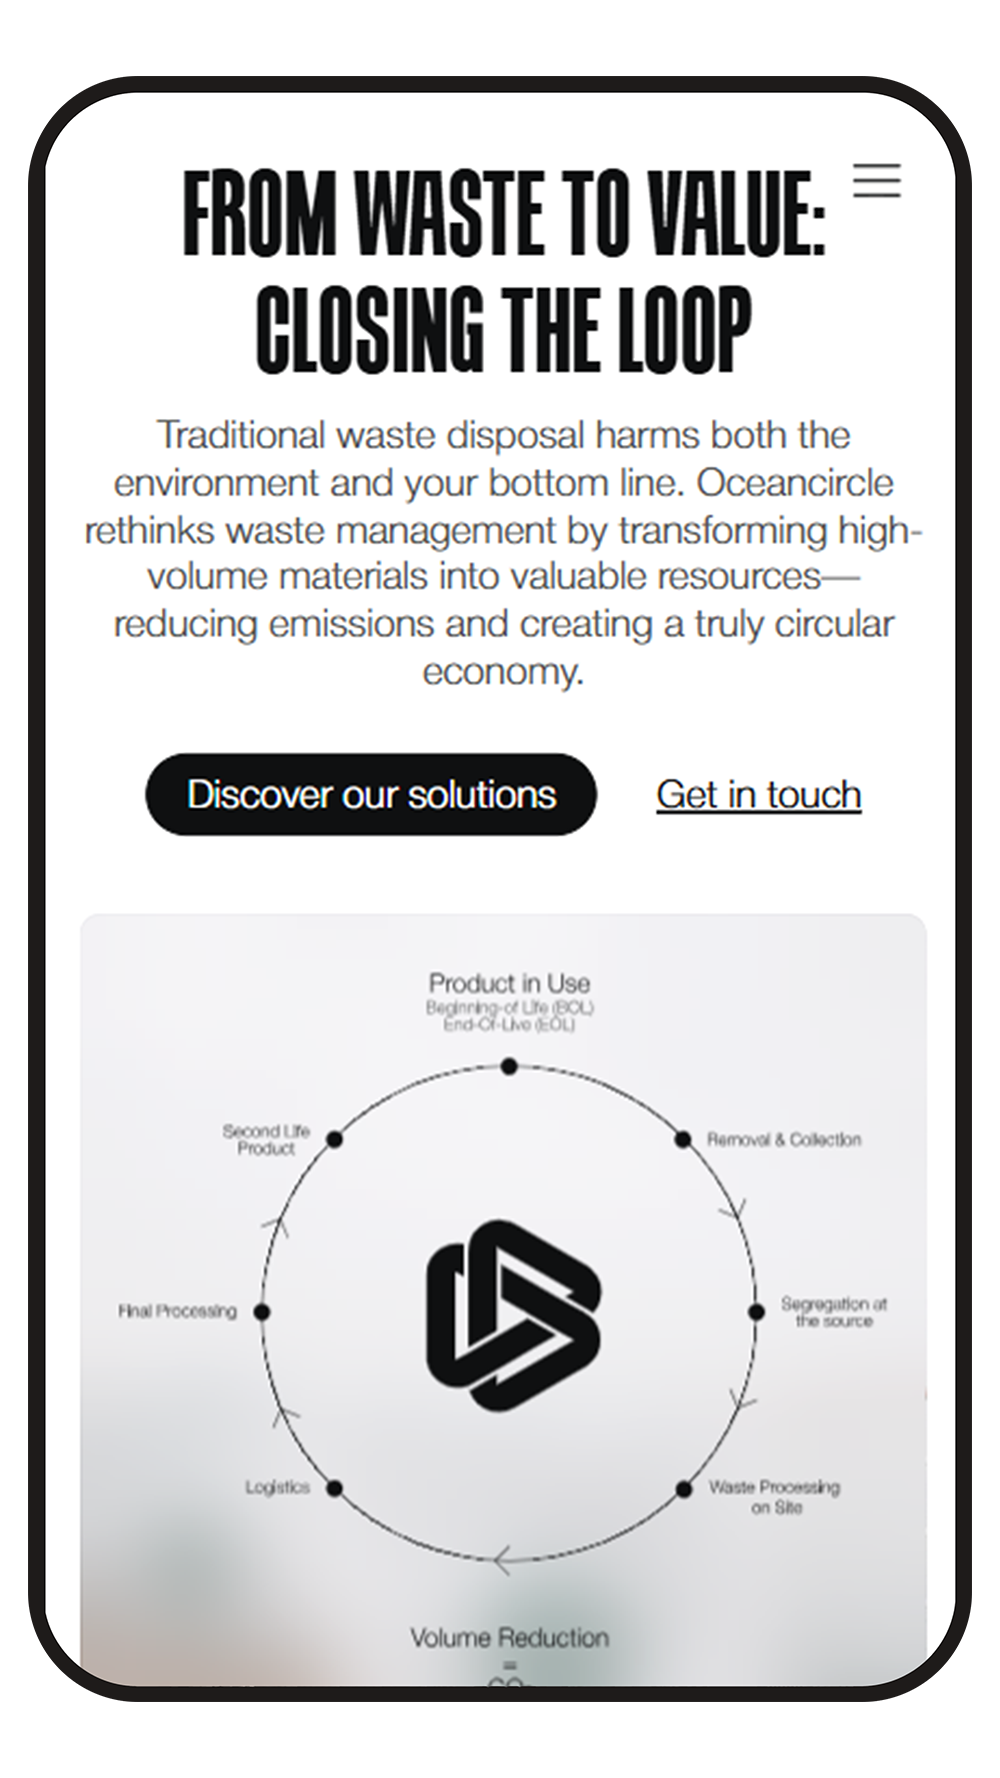 FROM WASTE TO VALUE:
CLOSING THE LOOP
Traditional waste disposal harms both the
environment and your bottom line. Oceancircle
rethinks waste management by transforming high-
volume materials into valuable resources—
reducing emissions and creating a truly circular
economy.
Discover our solutions
Get in touch
Product in Use
Beginning-of Life (BOL)
End-Of-Live (EOL)
Second Life
Product
Removal & Collection
Final Processing
Segregation at
the source
Logistics
Waste Processing
on Site
Volume Reduction
=